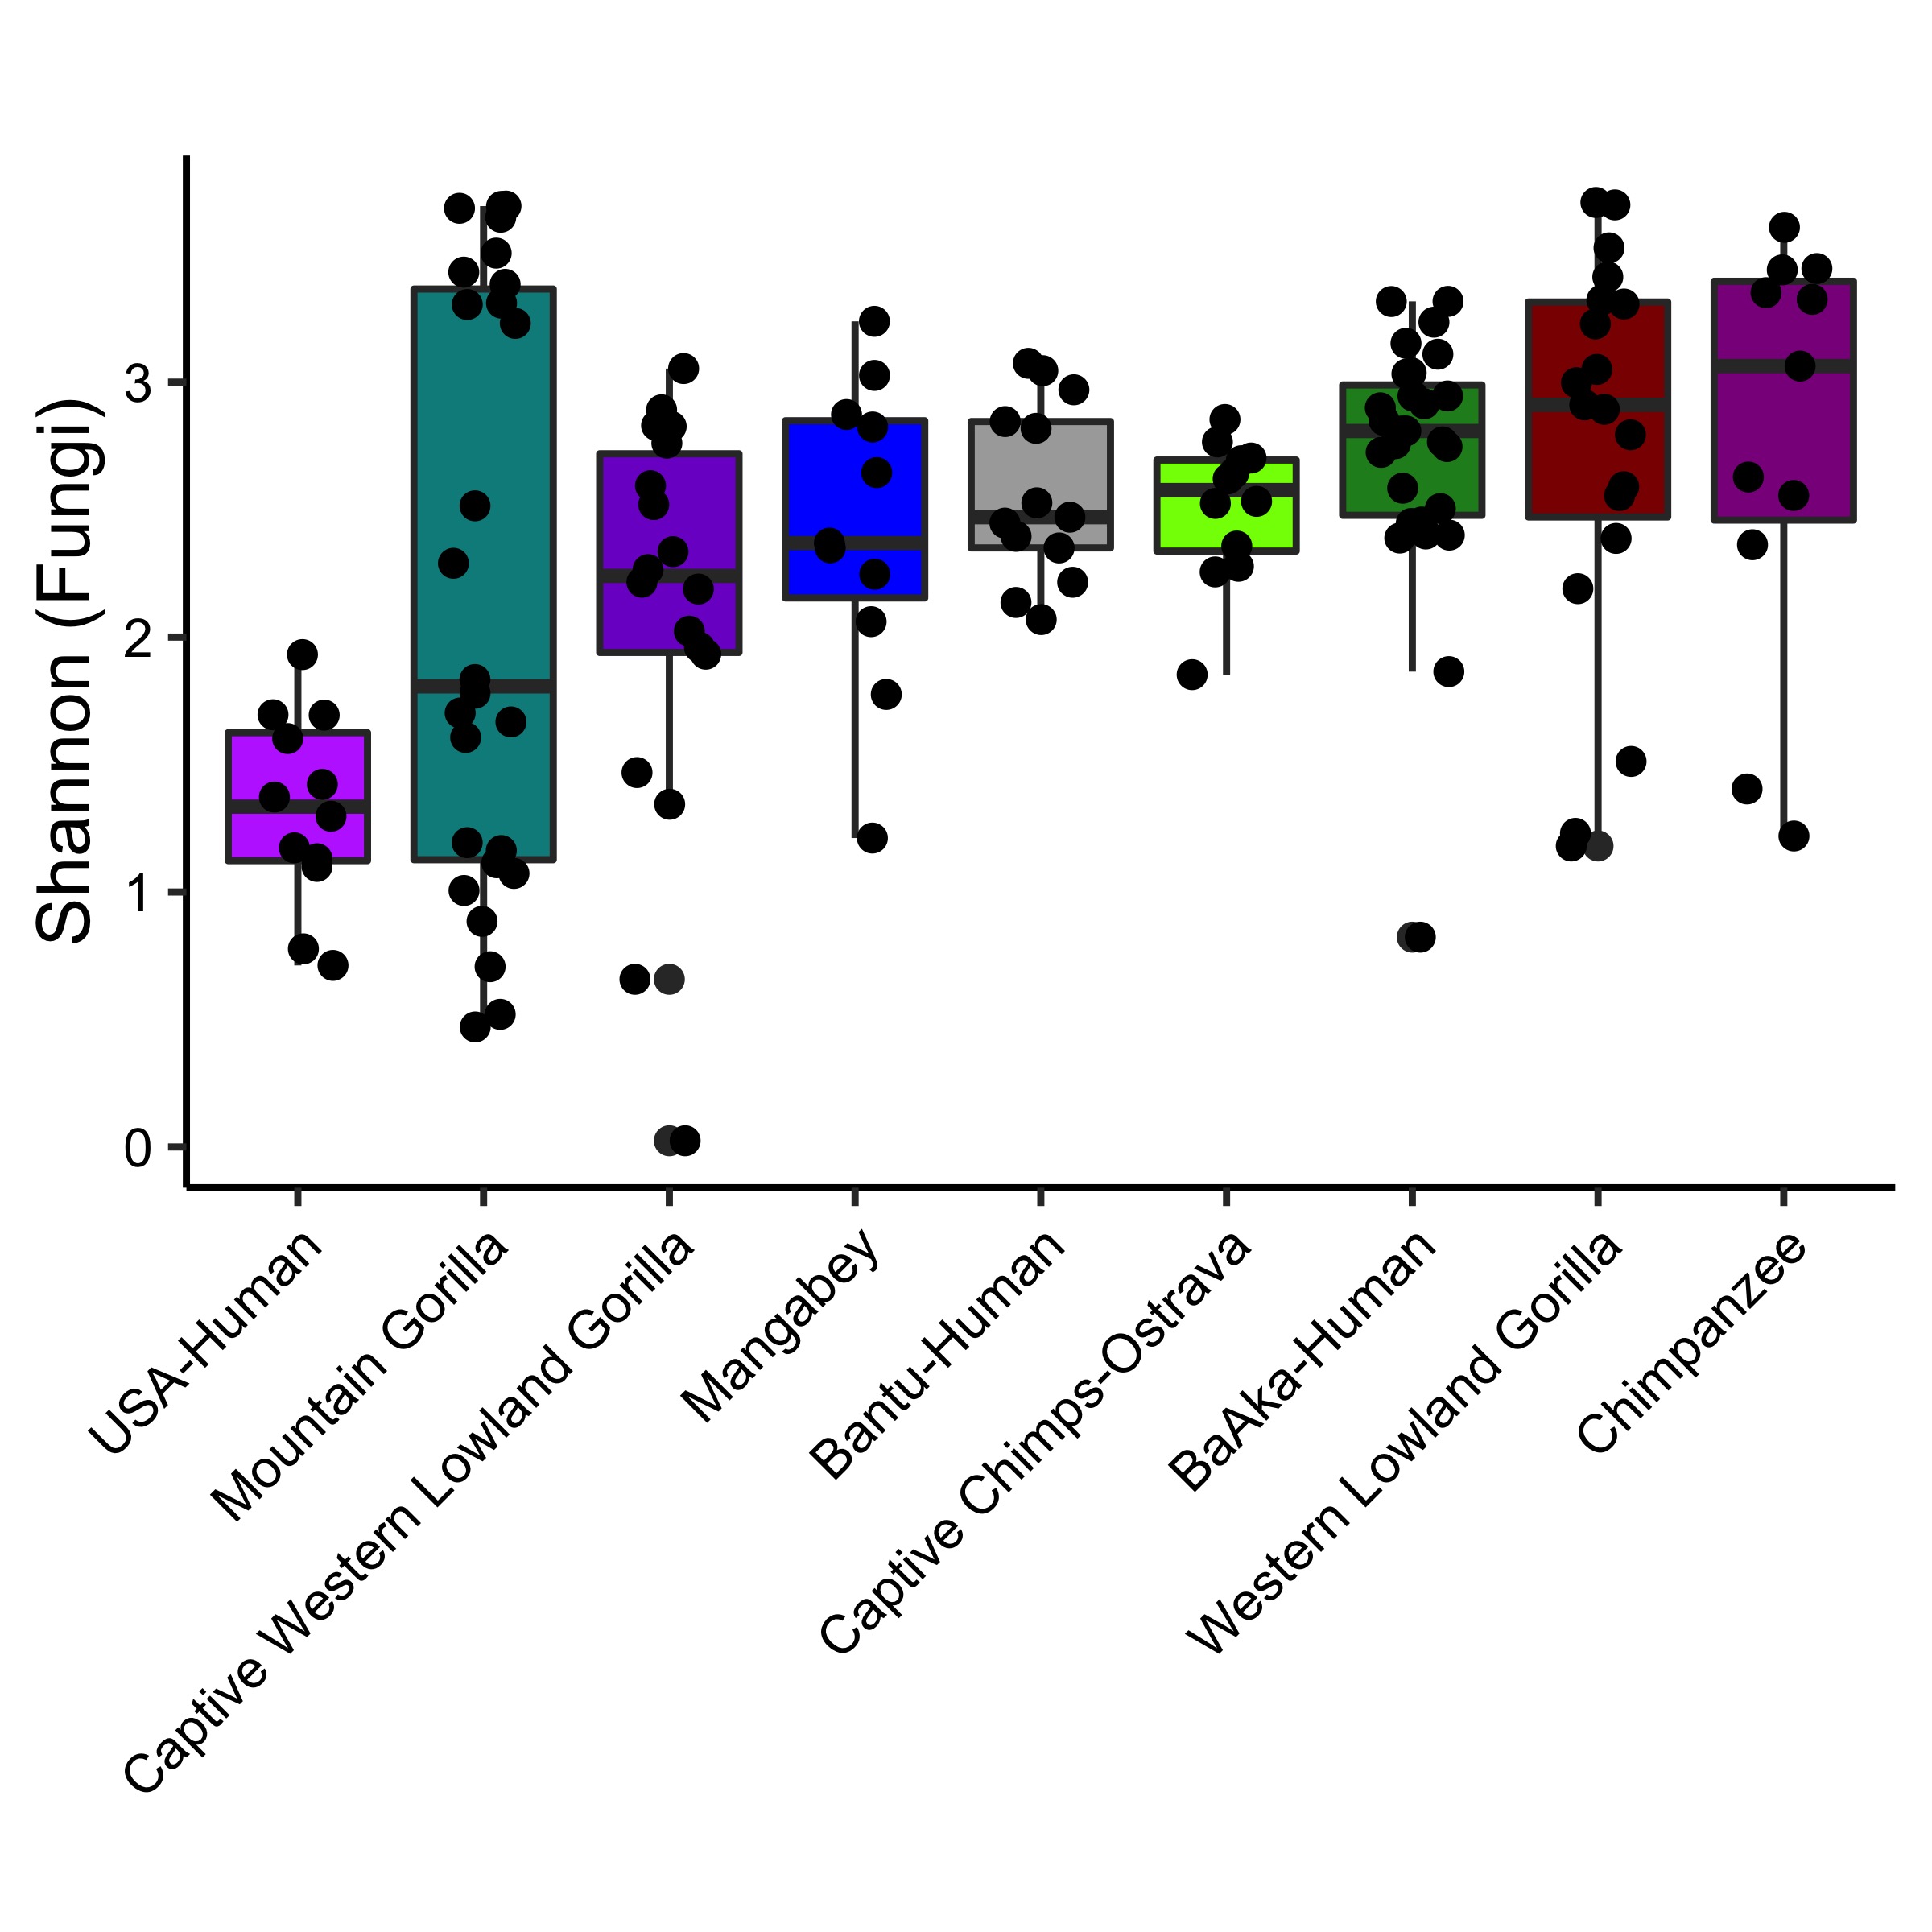 Shannon (Fungi)
3
2
1
0
USA-Human
Mountain Gorilla
Captive Western Lowland Gorilla
Mangabey
Bantu-Human
Captive Chimps-Ostrava
BaAka-Human
Western Lowland Gorilla
Chimpanzee